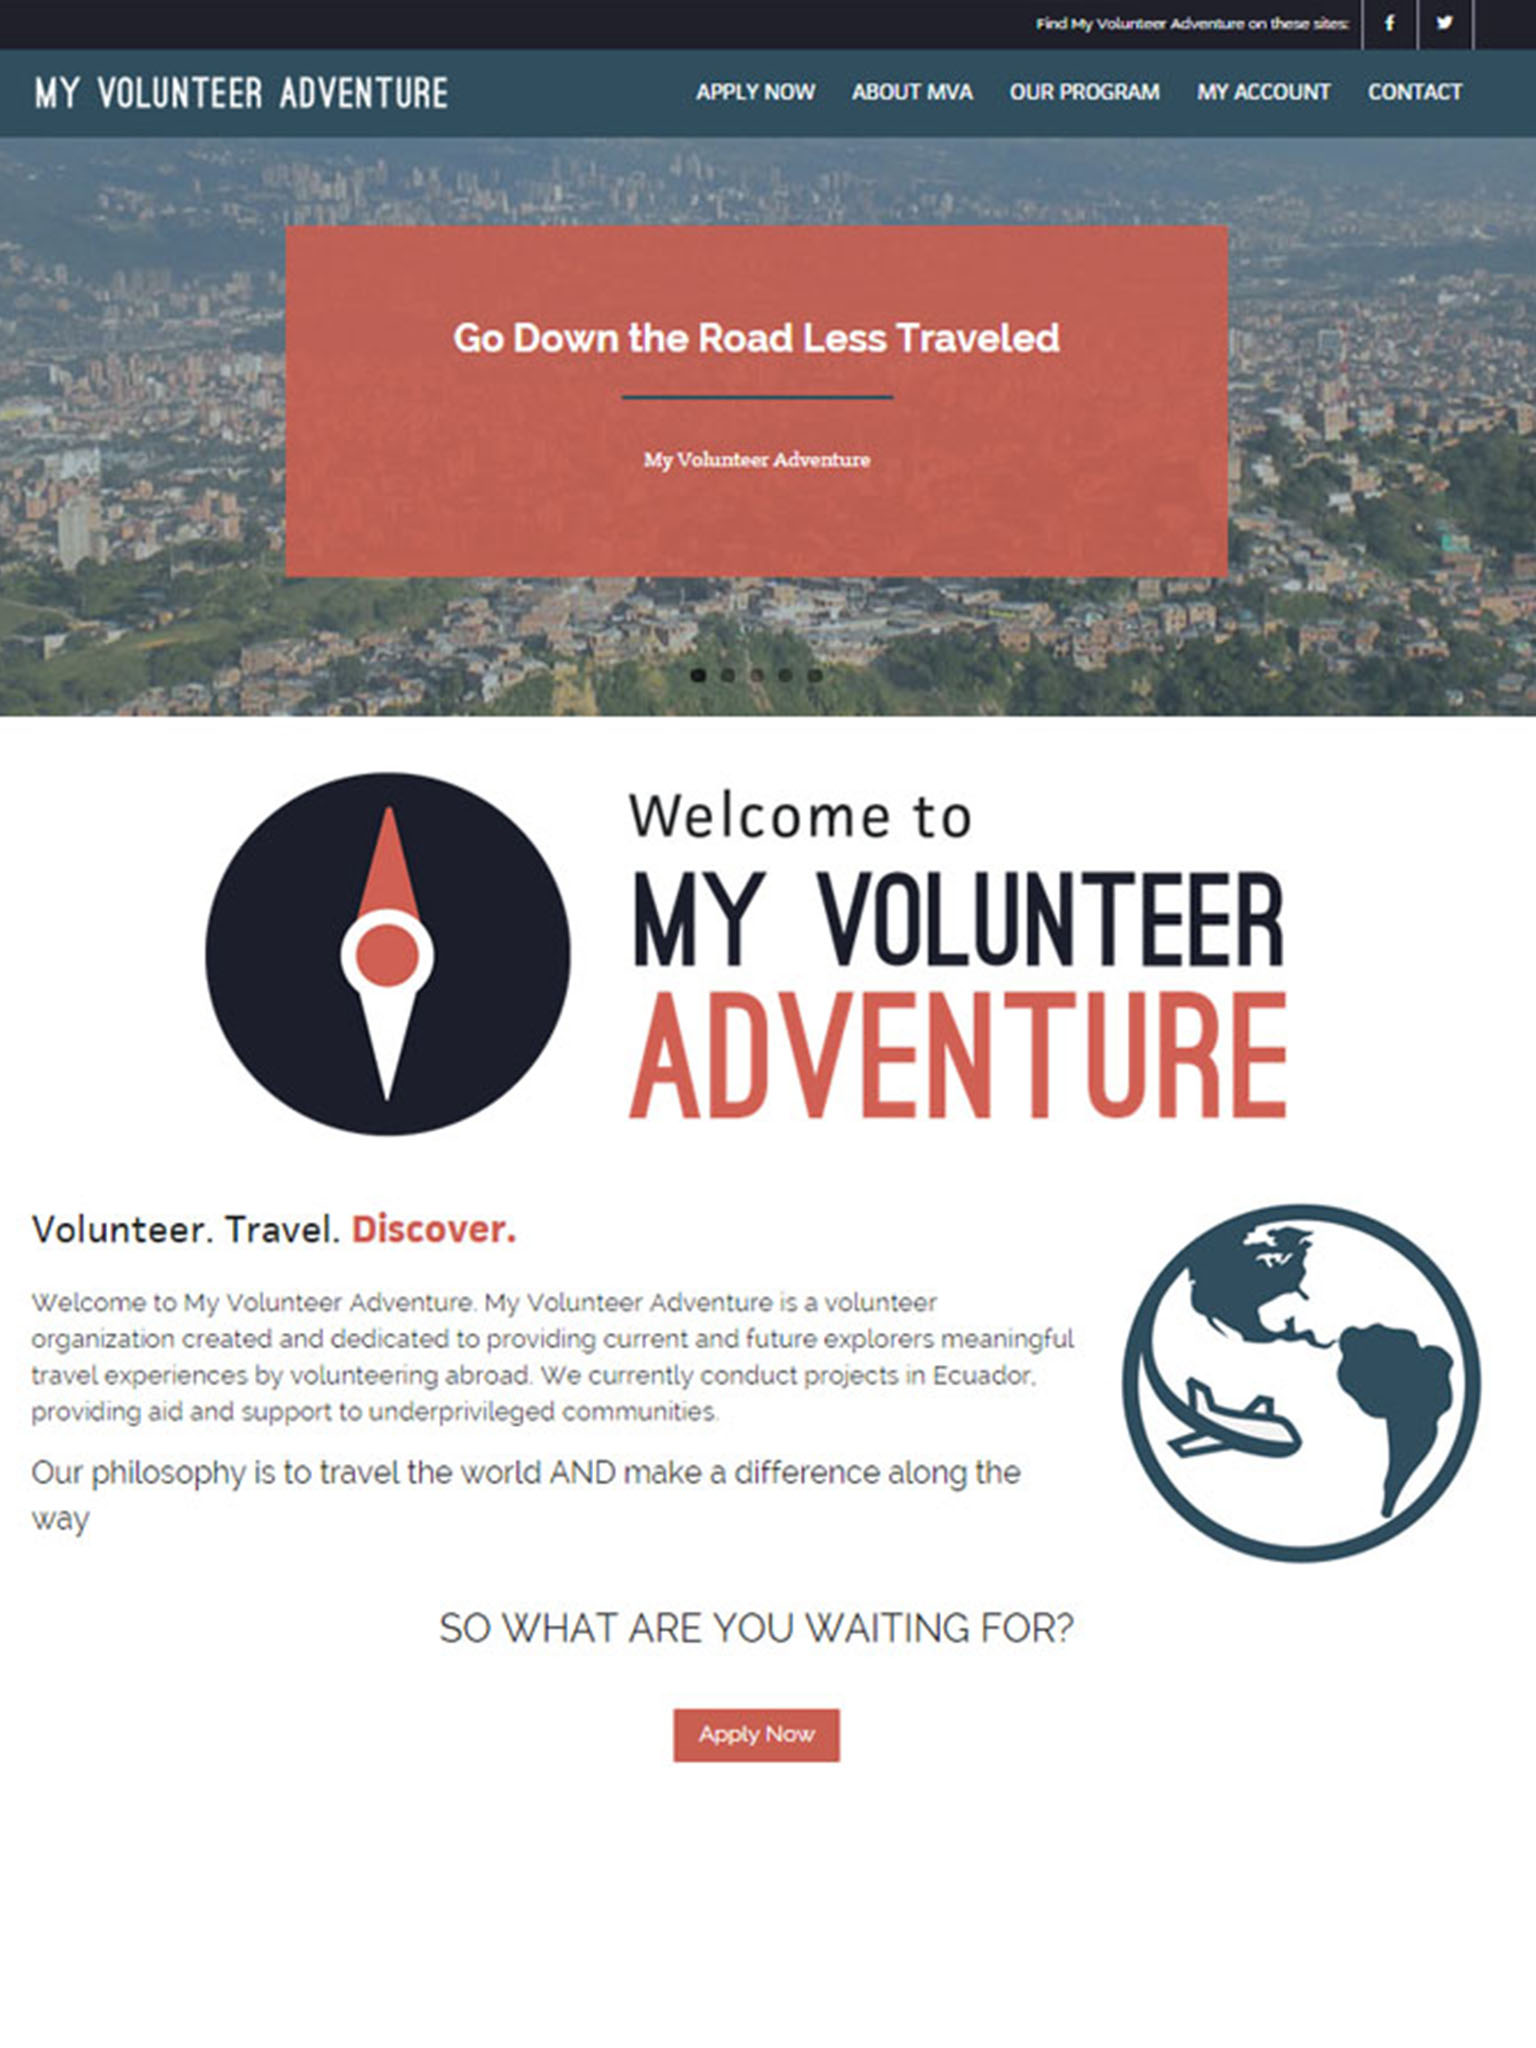 Find My Volunteer Adventure on these sites:
MY VOLUNTEER ADVENTURE
APPLY NOW ABOUT MVA OUR PROGRAM MY ACCOUNT CONTACT
Go Down the Road Less Traveled
My Volunteer Adventure
Welcome to
MY VOLUNTEER
ADVENTURE
Volunteer. Travel. Discover.
Welcome to My Volunteer Adventure. My Volunteer Adventure is a volunteer
organization created and dedicated to providing current and future explorers meaningful
travel experiences by volunteering abroad. We currently conduct projects in Ecuador,
providing aid and support to underprivileged communities.
Our philosophy is to travel the world AND make a difference along the
way
SO WHAT ARE YOU WAITING FOR?
Apply Now